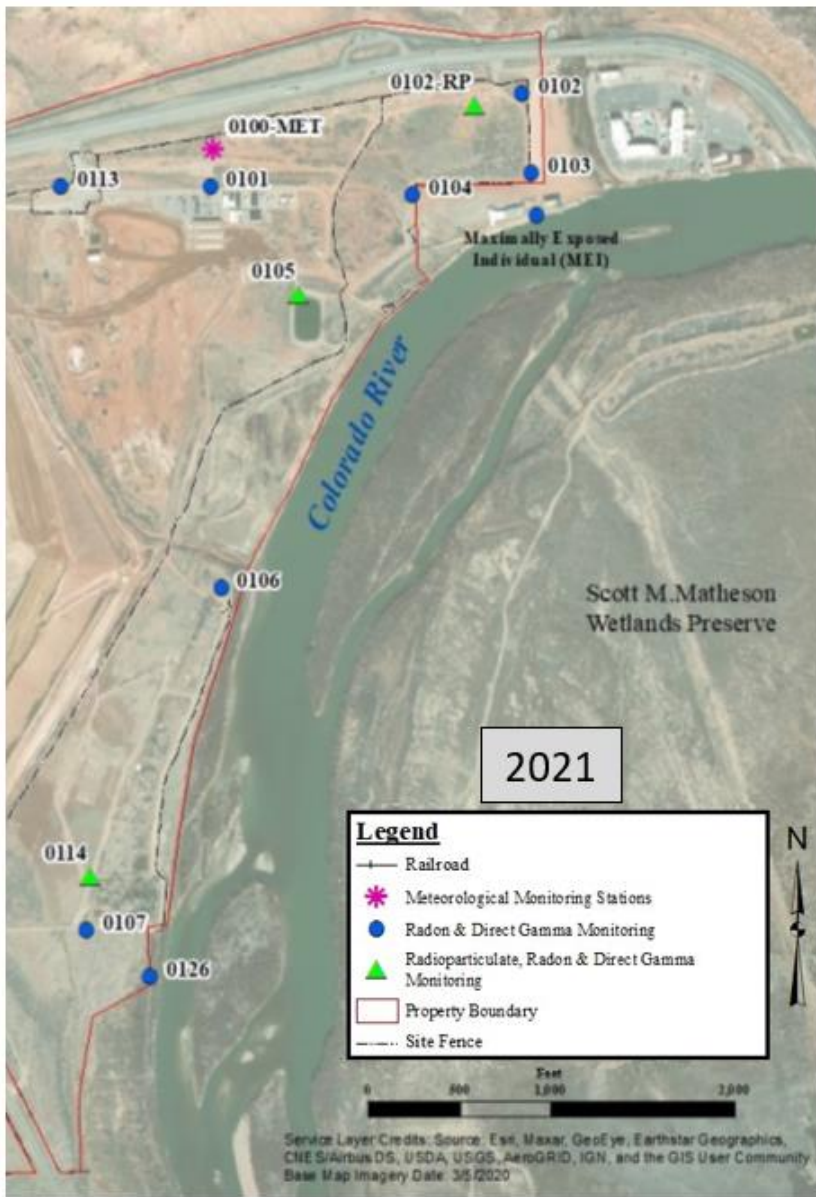 0102-RP
0102
0100-MET
0103
0113
0101
0104
Maximally Exposed
Individual (MEI)
0105
Colorado River
0106
Scott M.Matheson
Wetlands Preserve
2021
Legend
Railroad
Meteorological Monitoring Stations
Radon & Direct Gamma Monitoring
Radioparticulate, Radon & Direct Gamma
Monitoring
Property Boundary
Site Fence
N
0114
0107
0126
Feet
0 500 1,000 2,000
Service Layer Credits: Source: Esri, Maxar, GeoEye, Earthstar Geographics,
CNES/Airbus DS, USDA, USGS, AeroGRID, IGN, and the GIS User Community
Base Map Imagery Date: 3/5/2020